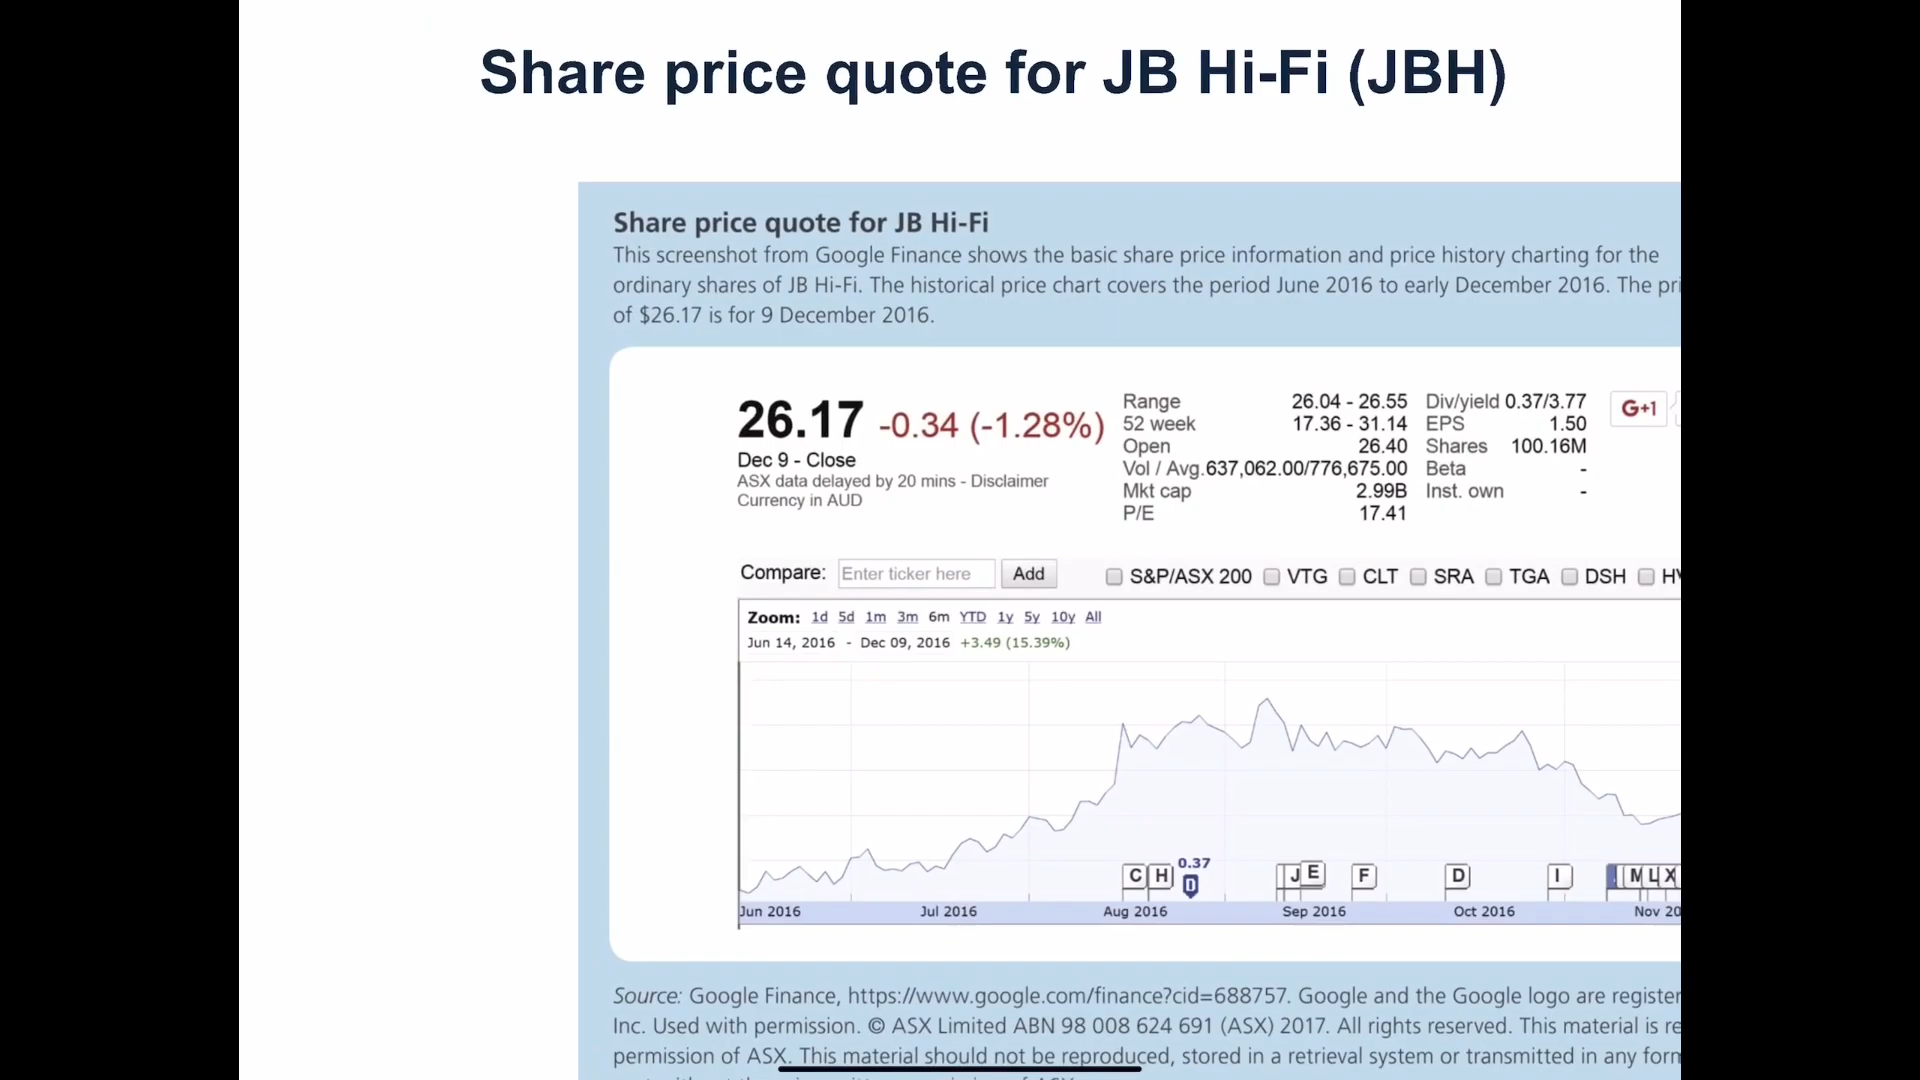 Share price quote for JB Hi-Fi (JBH)
Share price quote for JB Hi-Fi
This screenshot from Google Finance shows the basic share price information and price history charting for the
ordinary shares of JB Hi-Fi. The historical price chart covers the period June 2016 to early December 2016. The
of $26.17 is for 9 December 2016.
26.17 -0.34 (-1.28%)
Dec 9 - Close
ASX data delayed by 20 mins - Disclaimer
Currency in AUD
Range 26.04 - 26.55 Div/yield 0.37/3.77
52 week 17.36 - 31.14 EPS 1.50
Open 26.40 Shares 100.16M
Vol / Avg. 637,062.00/776,675.00 Beta -
Mkt cap 2.99B Inst. own -
P/E 17.41
G+1
Compare: Enter ticker here Add S&P/ASX 200 VTG CLT SRA TGA DSH
Zoom: 1d 5d 1m 3m 6m YTD 1y 5y 10y All
Jun 14, 2016 - Dec 09, 2016 +3.49 (15.39%)
0.37
C H D J E F D I M L X
Jun 2016 Jul 2016 Aug 2016 Sep 2016 Oct 2016 Nov
Source: Google Finance, https://www.google.com/finance?cid=688757. Google and the Google logo are
Inc. Used with permission. © ASX Limited ABN 98 008 624 691 (ASX) 2017. All rights reserved. This material is
permission of ASX. This material should not be reproduced, stored in a retrieval system or transmitted in any